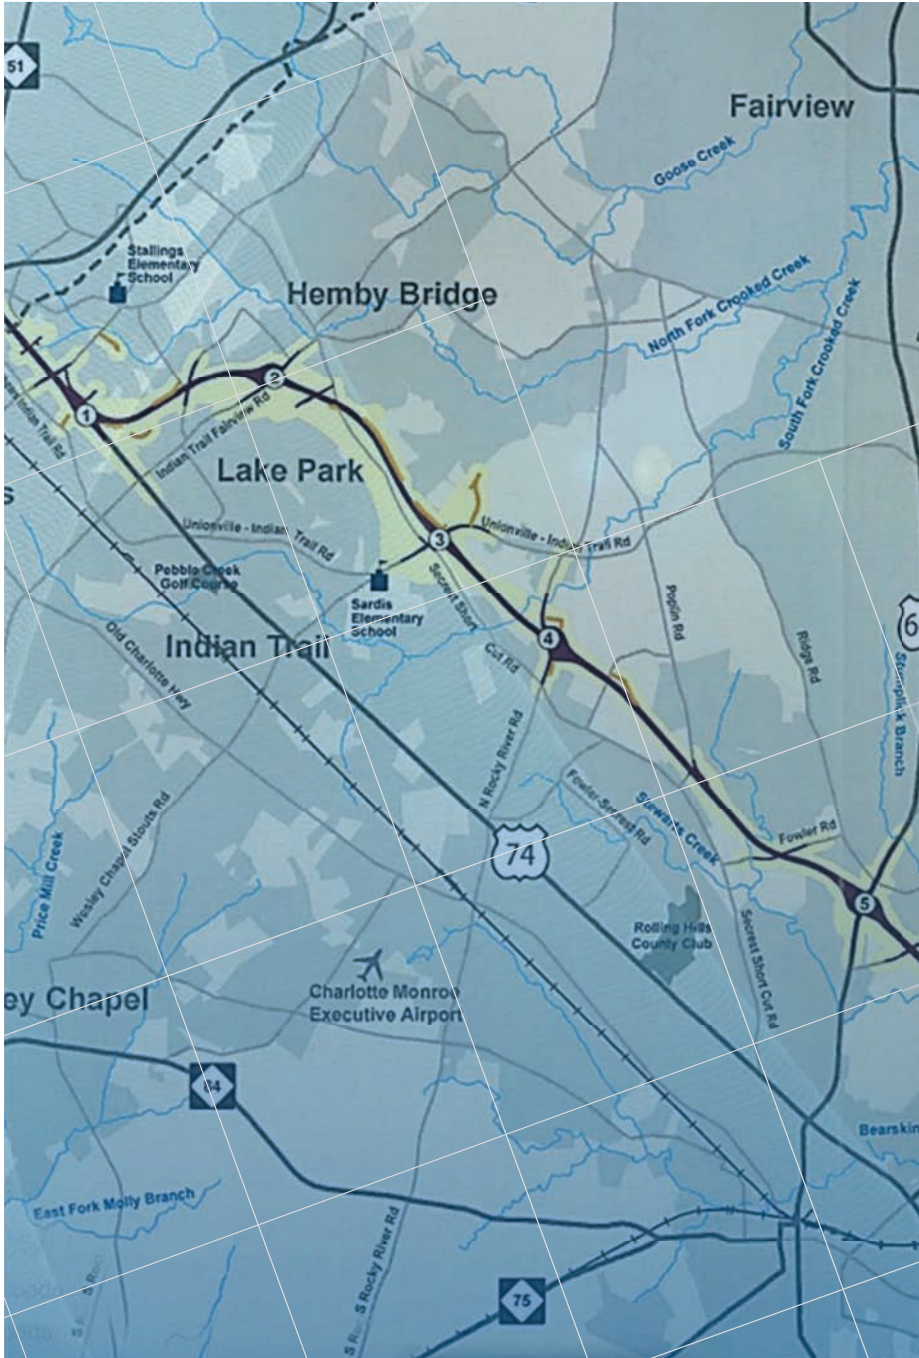 51
Fairview
Goose Creek
Stallings
Elementary
School
Hemby Bridge
North Fork Crooked Creek
South Fork Crooked Creek
2
1
Indian Trail Rd
Indian Trail Fairview Rd
Lake Park
s
Unionville - Indian Trail Rd
3
Unionville - Indian Trail Rd
Pebble Creek
Golf Course
Sardis
Elementary
School
Secrest Short
Cut Rd
4
Poplin Rd
Ridge Rd
6
Indian Trail
Old Charlotte Hwy
N Rocky River Rd
Fowler-Secrest Rd
Stewarts Creek
Fowler Rd
Price Mill Creek
Wesley Chapel Stouts Rd
74
5
Rolling Hills
County Club
Secrest Short Cut Rd
ey Chapel
Charlotte Monroe
Executive Airport
84
Bearskin
East Fork Molly Branch
S Rocky River Rd
75